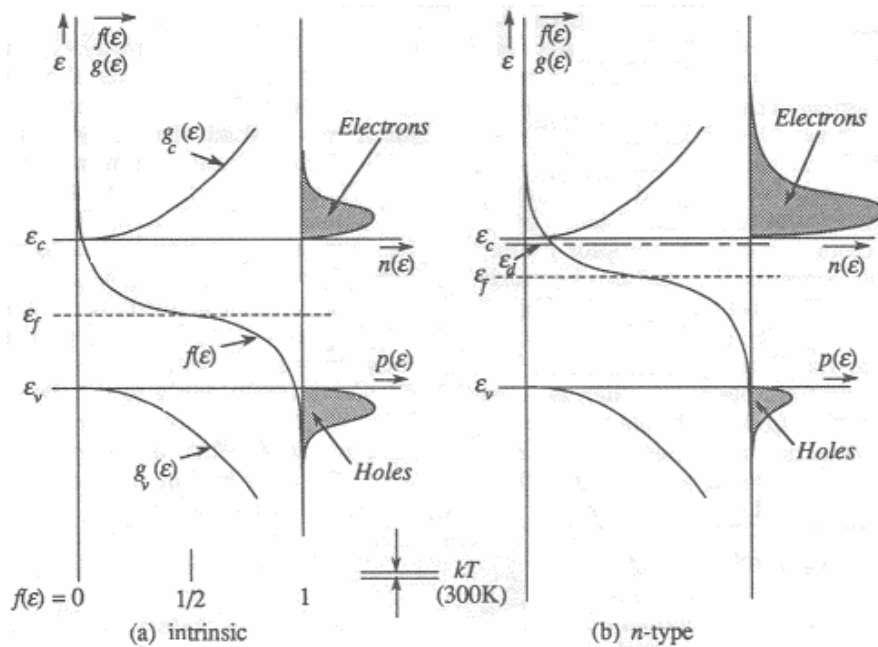 f(ε)
ε g(ε)
g_c(ε)
Electrons
ε_c
n(ε)
ε_f
f(ε)
p(ε)
ε_v
g_v(ε)
Holes
f(ε) = 0 1/2 1
kT
(300K)
(a) intrinsic
f(ε)
ε g(ε)
Electrons
ε_c
ε_d
n(ε)
ε_f
p(ε)
ε_v
Holes
(b) n-type